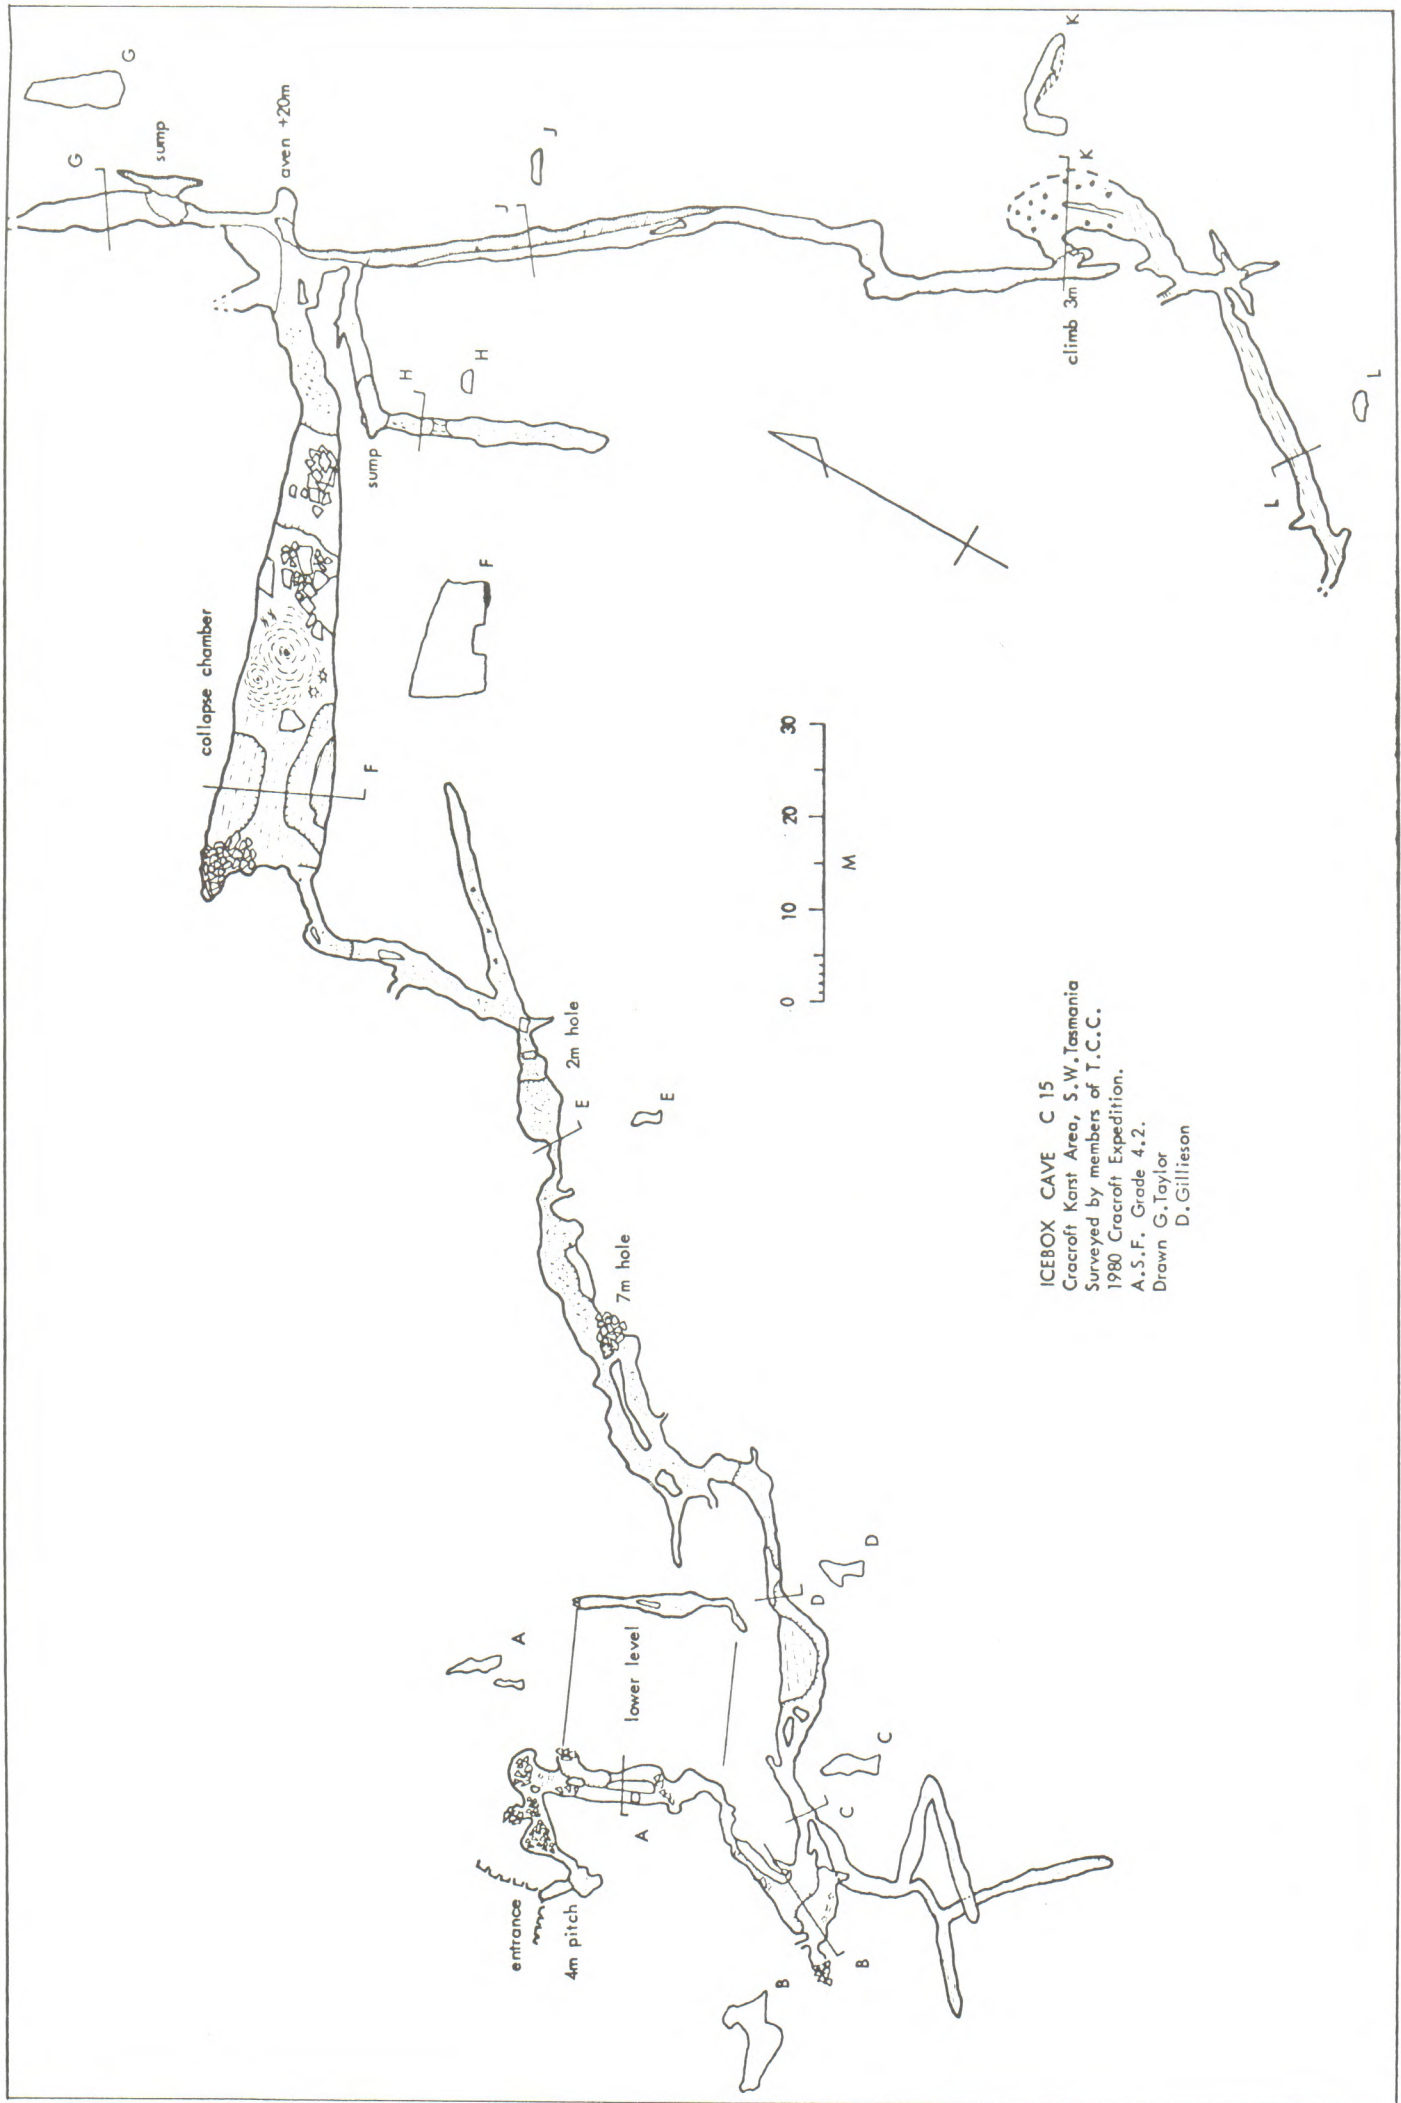 G
G
sump
aven +20m
K
J
J
K
climb 3m
H
H
sump
L
L
collapse chamber
F
F
0 10 20 30
M
2m hole
E
E
7m hole
ICEBOX CAVE C 15
Cracroft Karst Area, S.W.Tasmania
Surveyed by members of T.C.C.
1980 Cracroft Expedition.
A.S.F. Grade 4.2.
Drawn G.Taylor
D.Gillieson
D
D
A
lower level
A
C
C
entrance
4m pitch
B
B